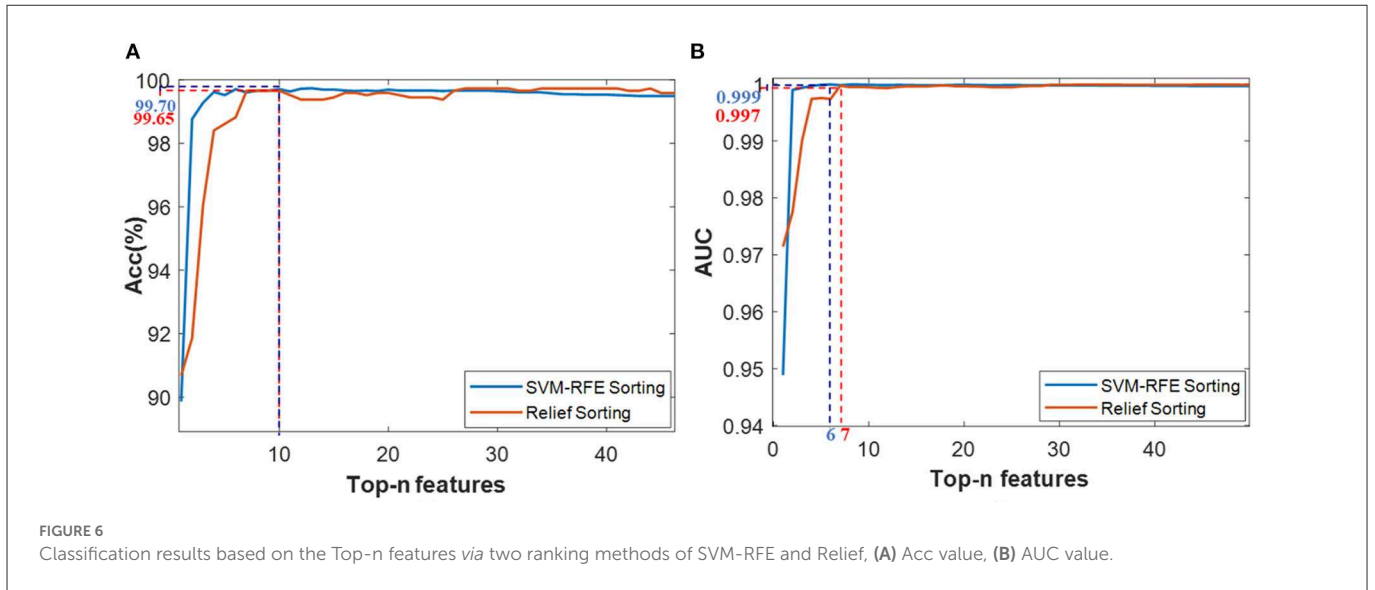 A
100
99.70
99.65
98
96
94
92
90
Acc(%)
10
20
30
40
Top-n features
SVM-RFE Sorting
Relief Sorting
B
1
0.999
0.997
0.99
0.98
0.97
0.96
0.95
0.94
AUC
0
6
7
10
20
30
40
Top-n features
SVM-RFE Sorting
Relief Sorting
FIGURE 6
Classification results based on the Top-n features via two ranking methods of SVM-RFE and Relief, (A) Acc value, (B) AUC value.